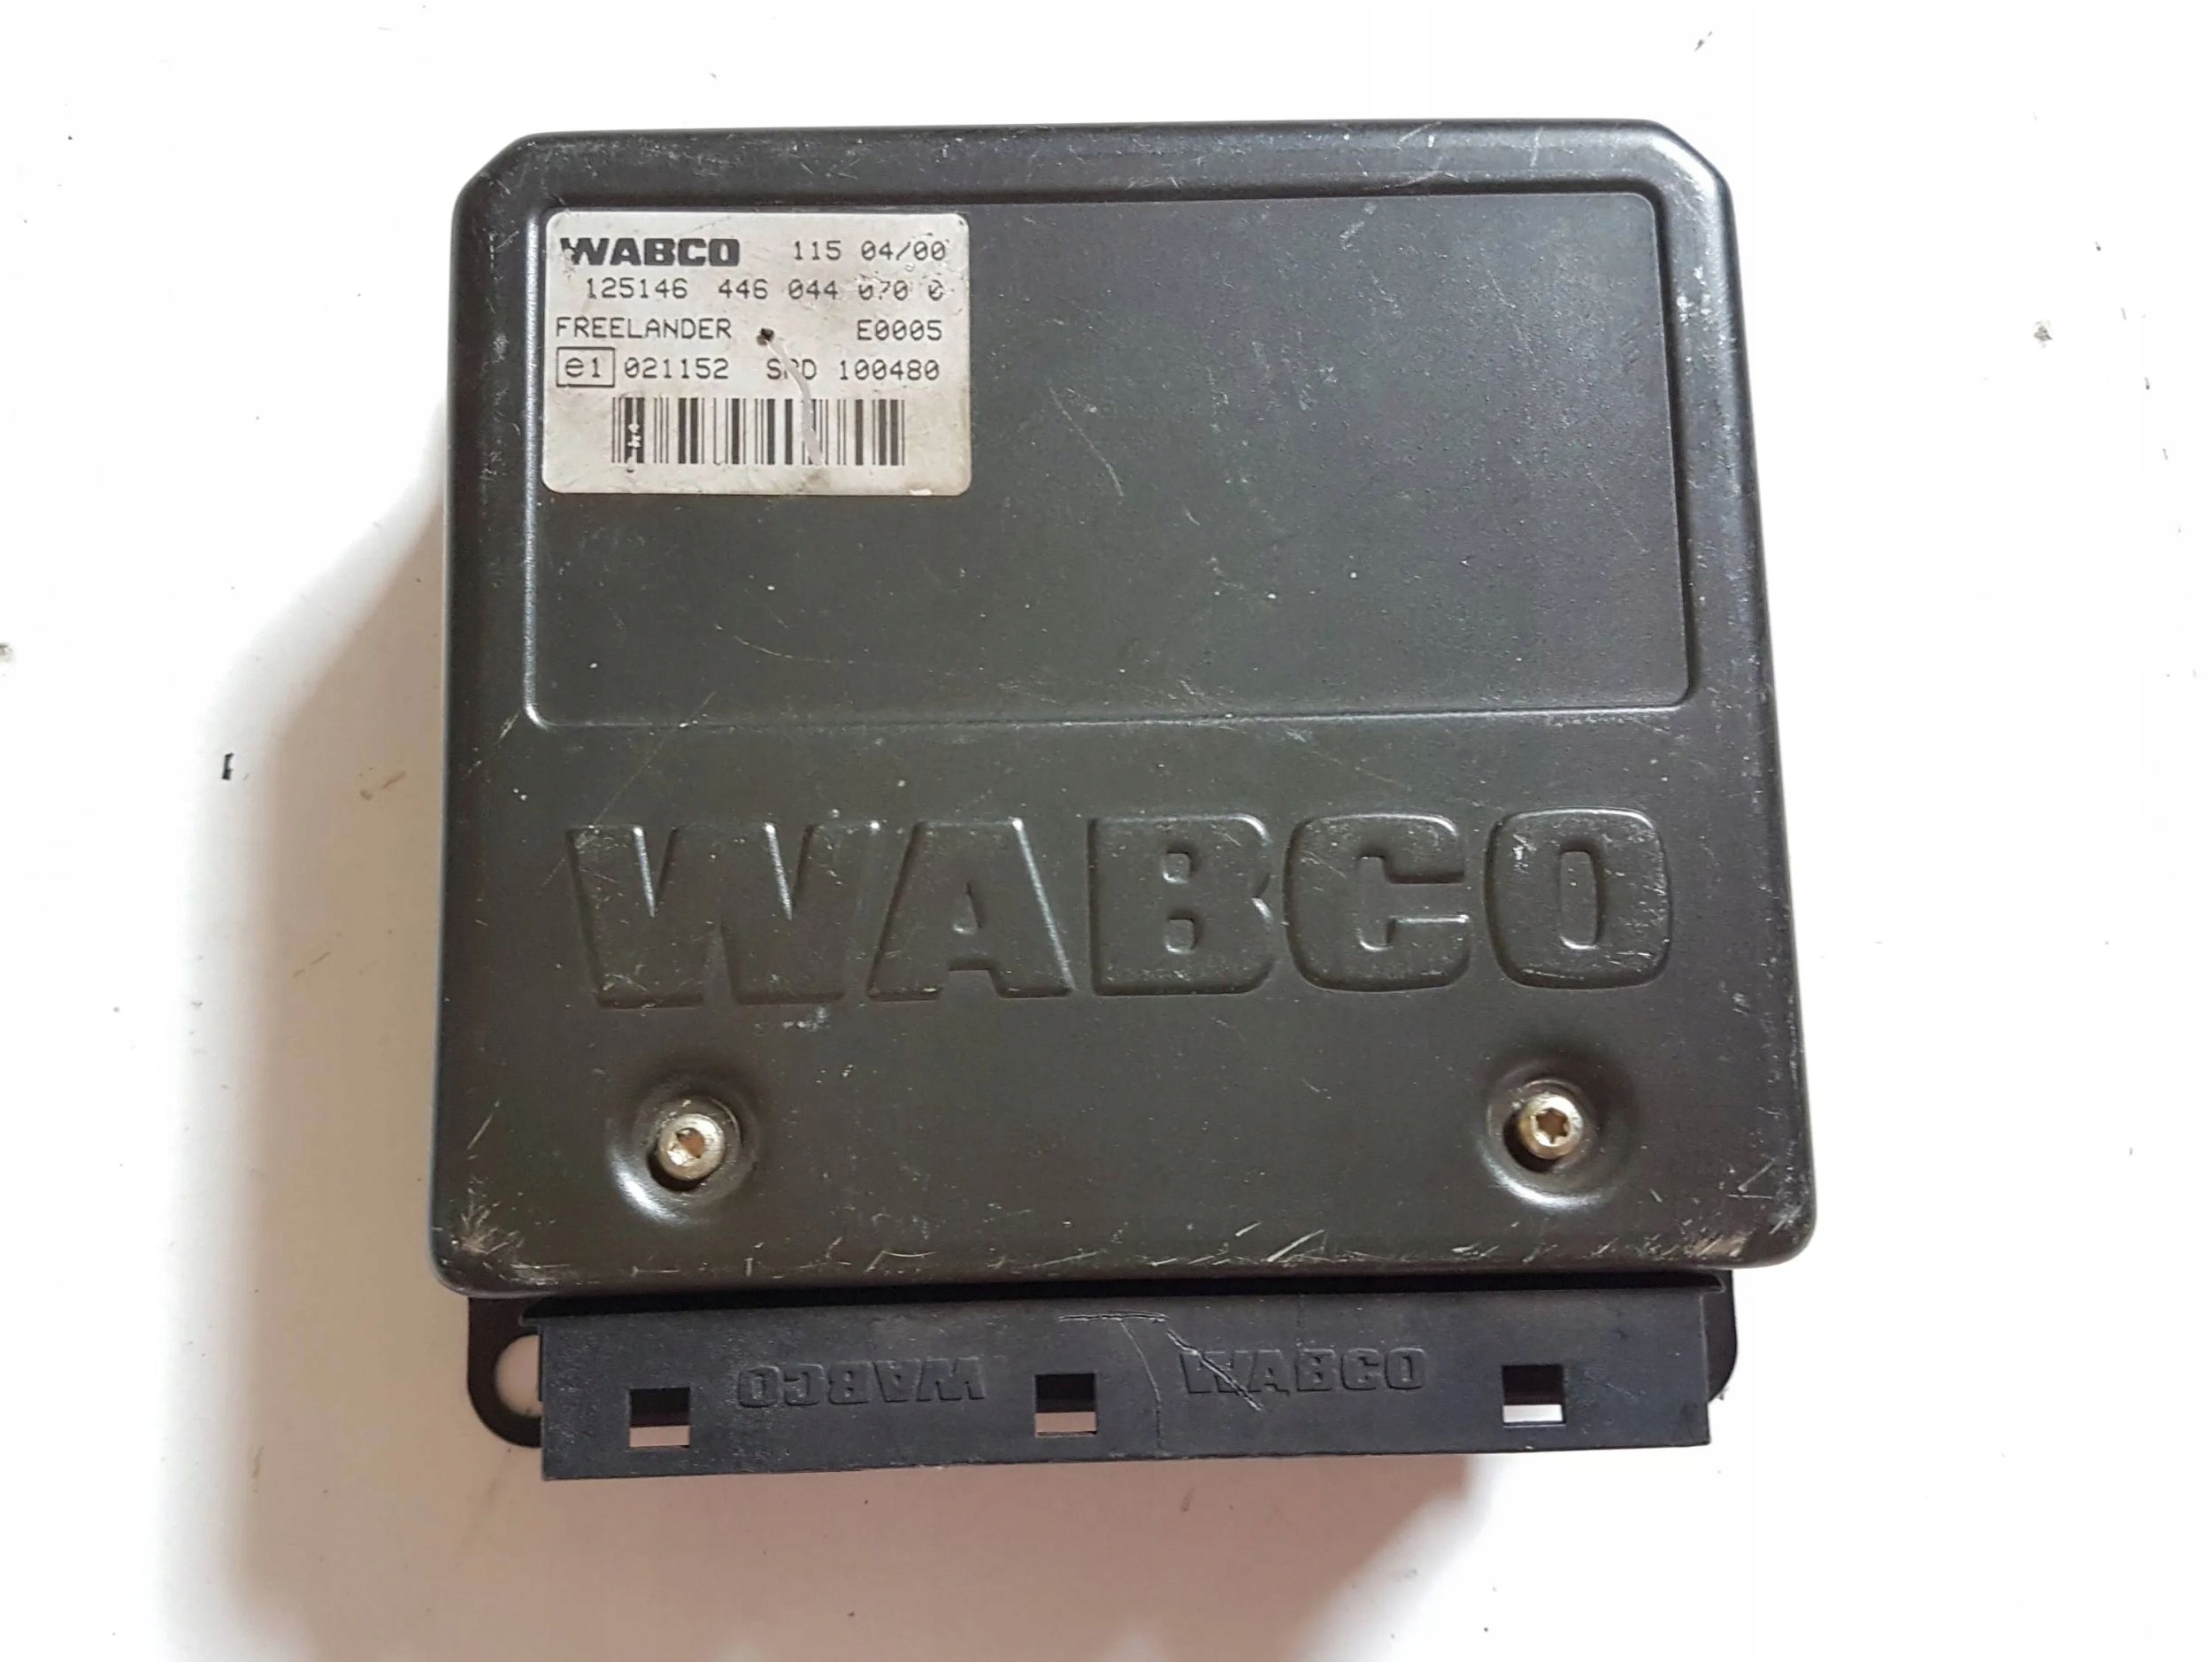 WABCO 115 04/00
125146 446 044 070 0
FREELANDER E0005
e1 021152 SRD 100480
WABCO
WABCO WABCO